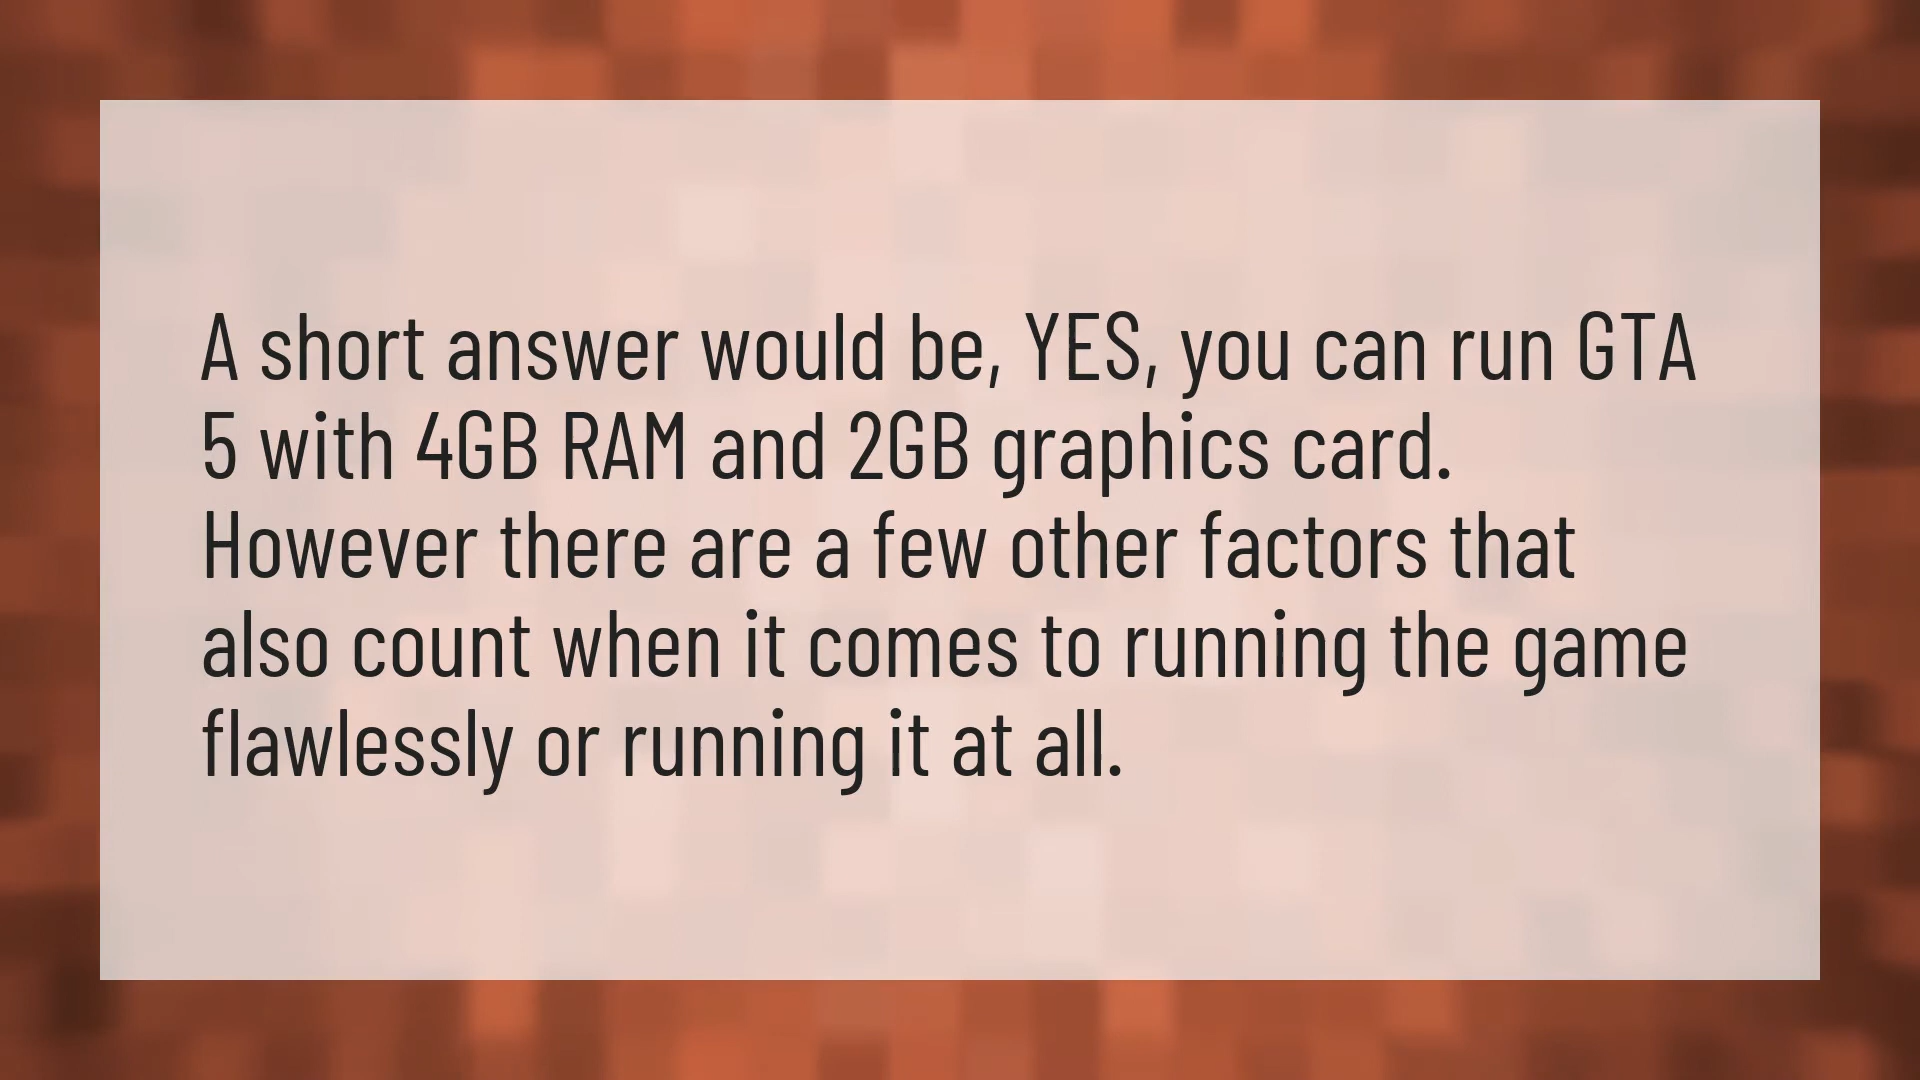 A short answer would be, YES, you can run GTA
5 with 4GB RAM and 2GB graphics card.
However there are a few other factors that
also count when it comes to running the game
flawlessly or running it at all.